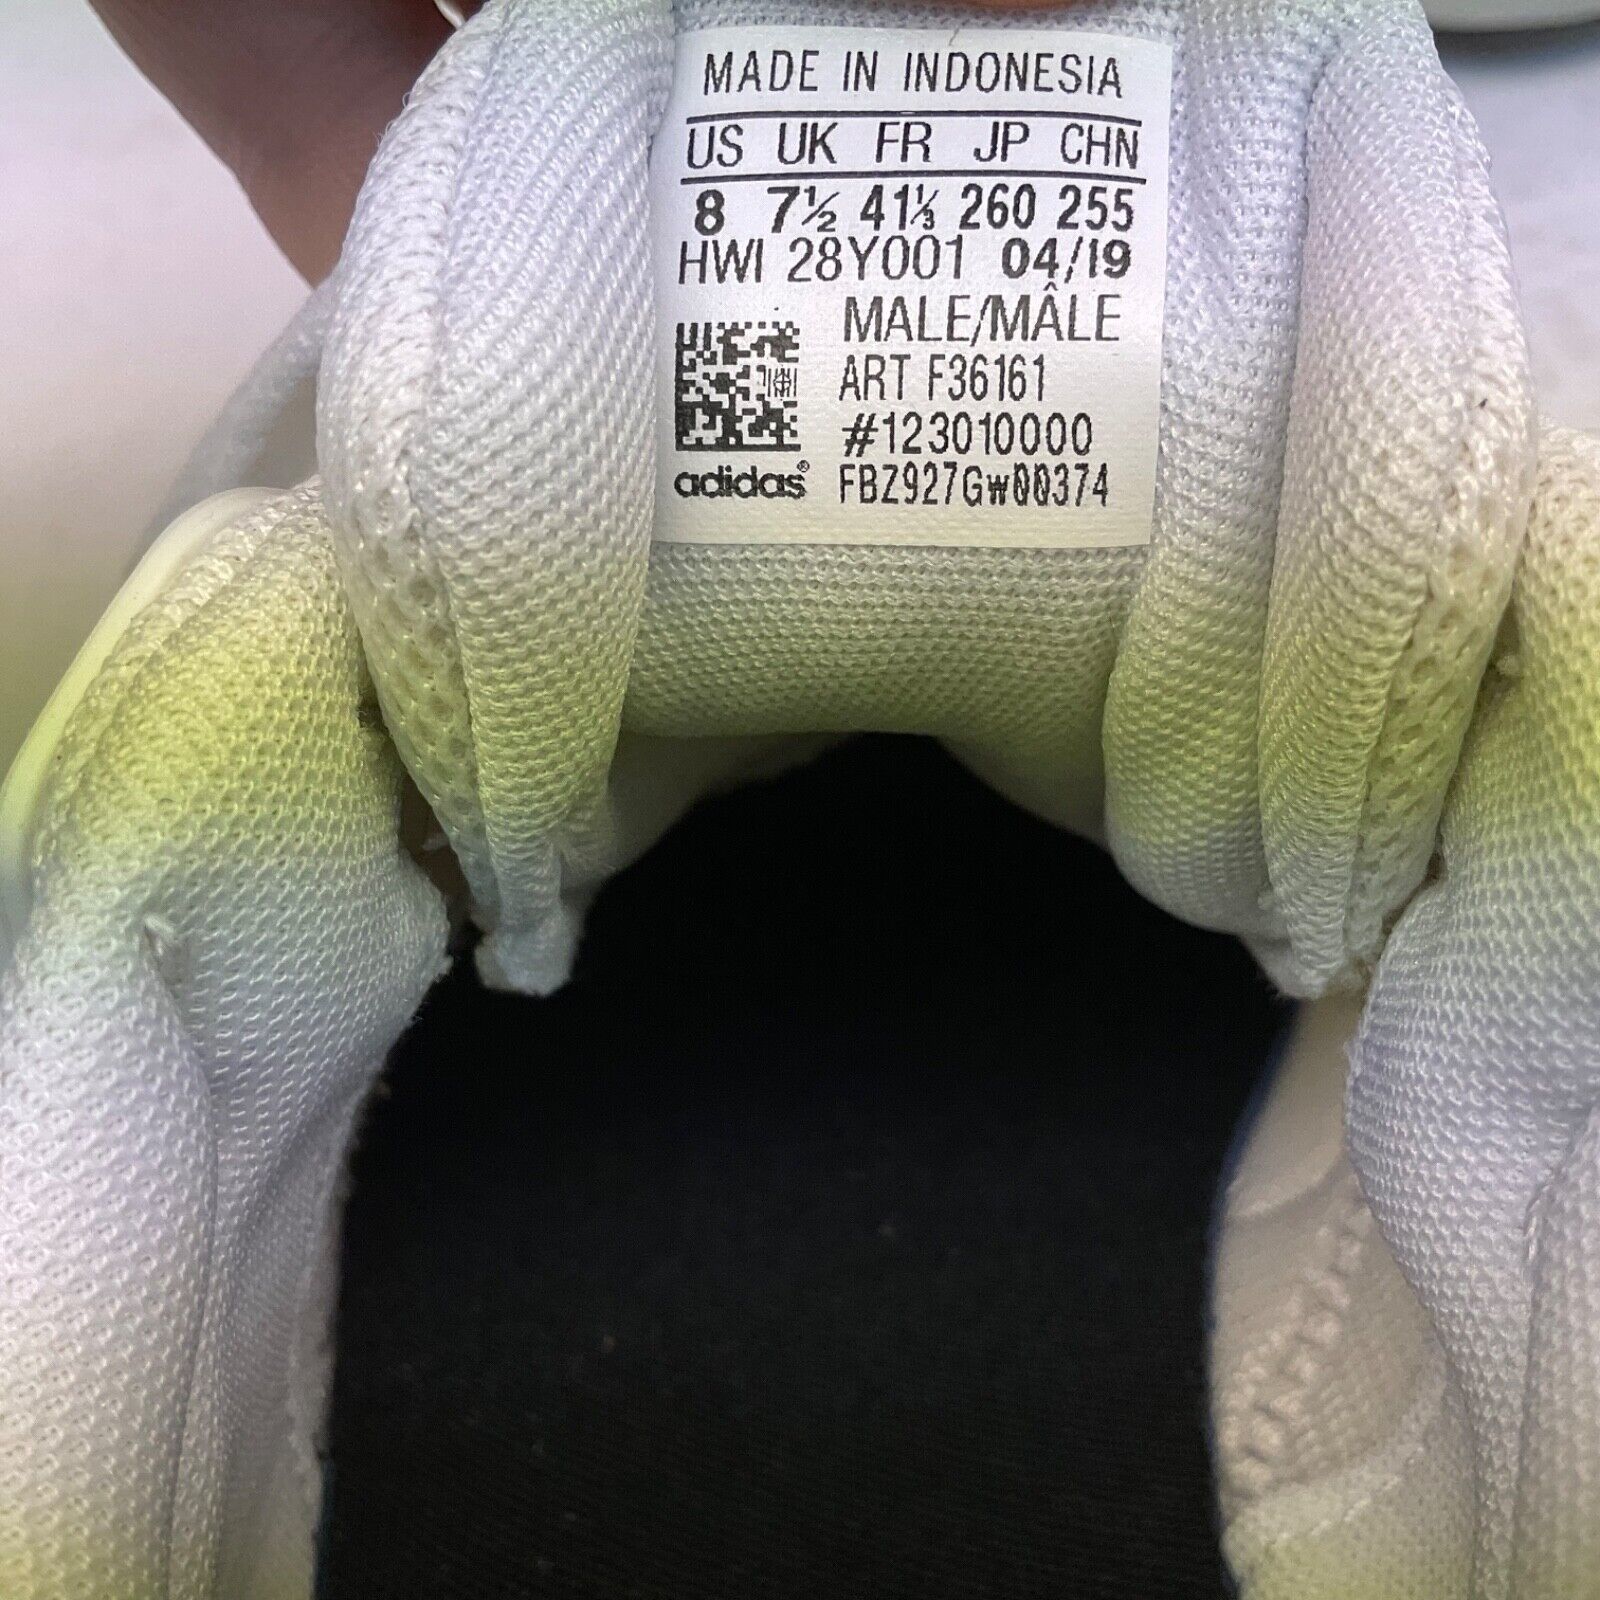 MADE IN INDONESIA
US UK FR JP CHN
8 7½ 41⅓ 260 255
HWI 28Y001 04/19
MALE/MÂLE
ART F36161
#123010000
adidas® FBZ927GW00374